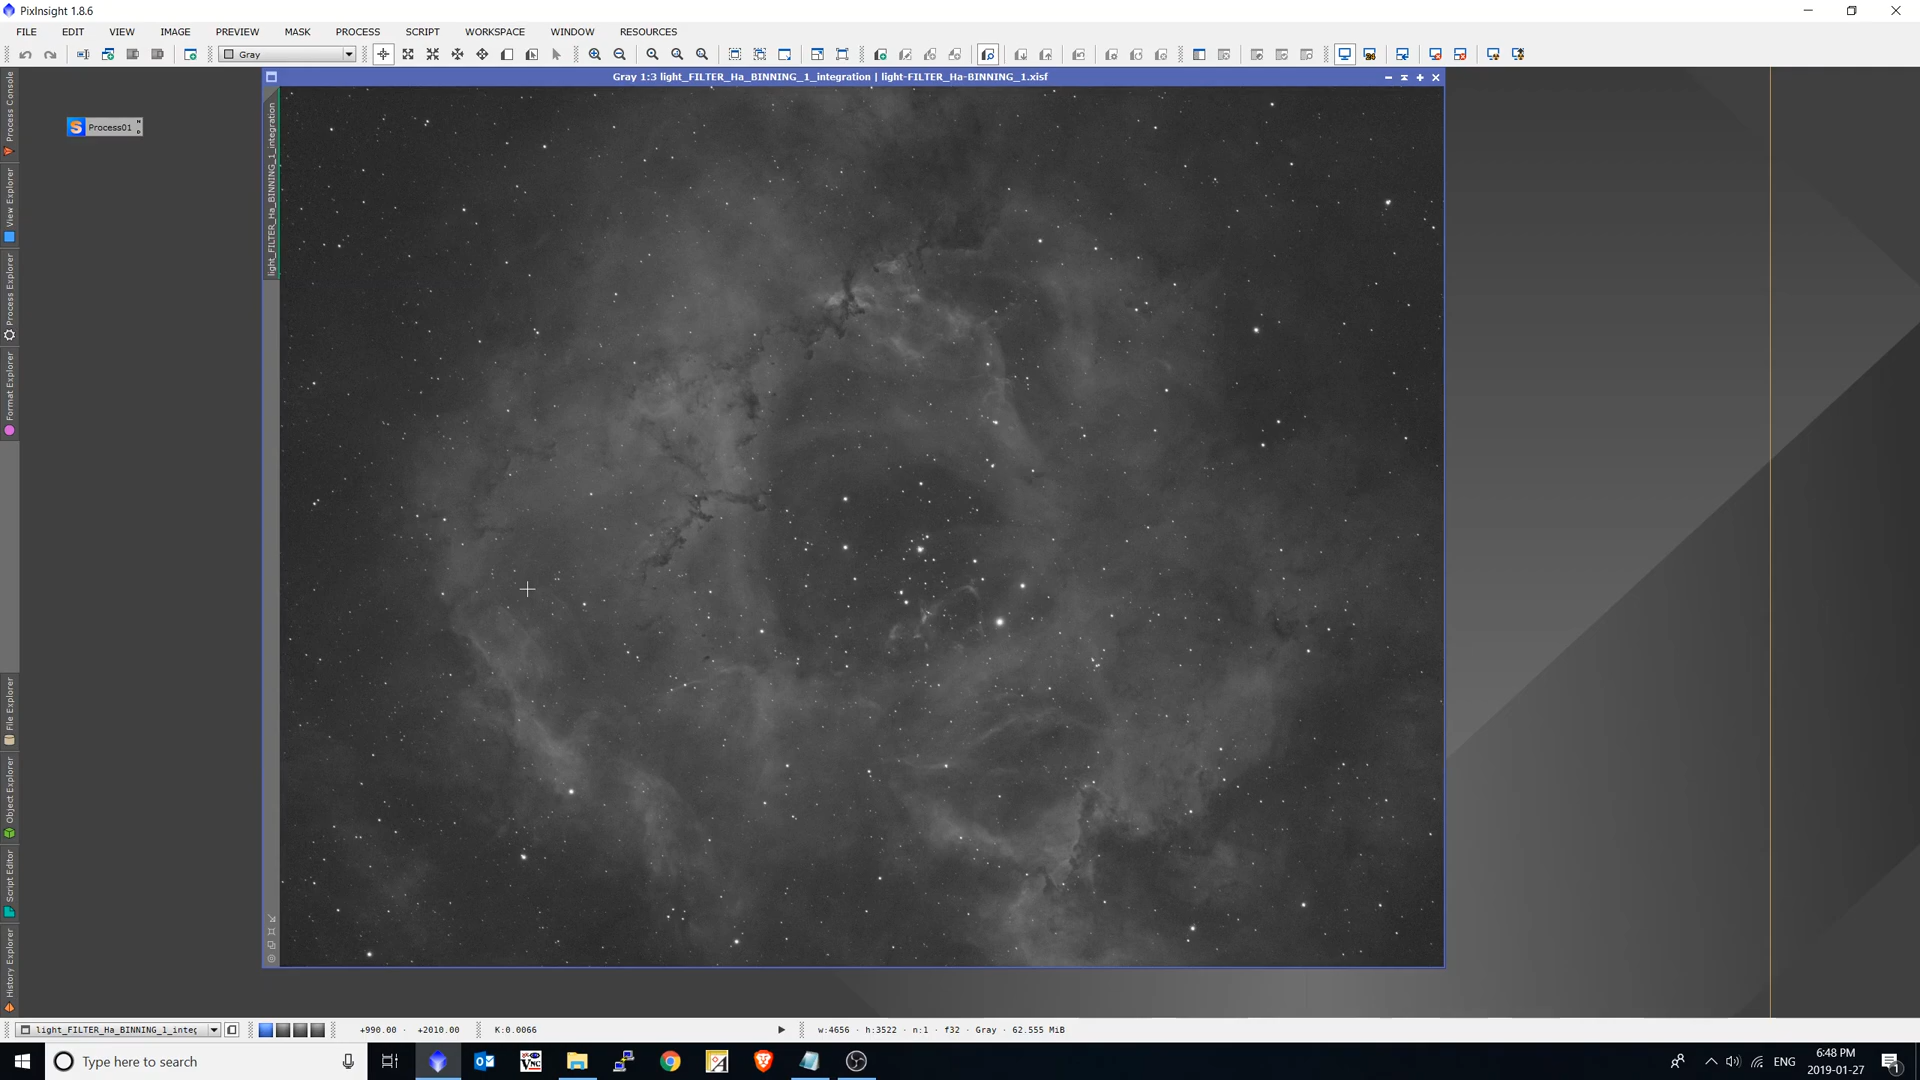 PixInsight 1.8.6
FILE EDIT VIEW IMAGE PREVIEW MASK PROCESS SCRIPT WORKSPACE WINDOW RESOURCES
Gray
Gray 1:3 light_FILTER_Ha_BINNING_1_integration | light-FILTER_Ha-BINNING_1.xisf
light_FILTER_Ha_BINNING_1_integration
Process01
Process Console
View Explorer
Process Explorer
Format Explorer
File Explorer
Object Explorer
Script Editor
History Explorer
light_FILTER_Ha_BINNING_1_integ
+990.00 · +2010.00
K:0.0066
w:4656 · h:3522 · n:1 · f32 · Gray · 62.555 MiB
Type here to search
ENG
6:48 PM
2019-01-27
1